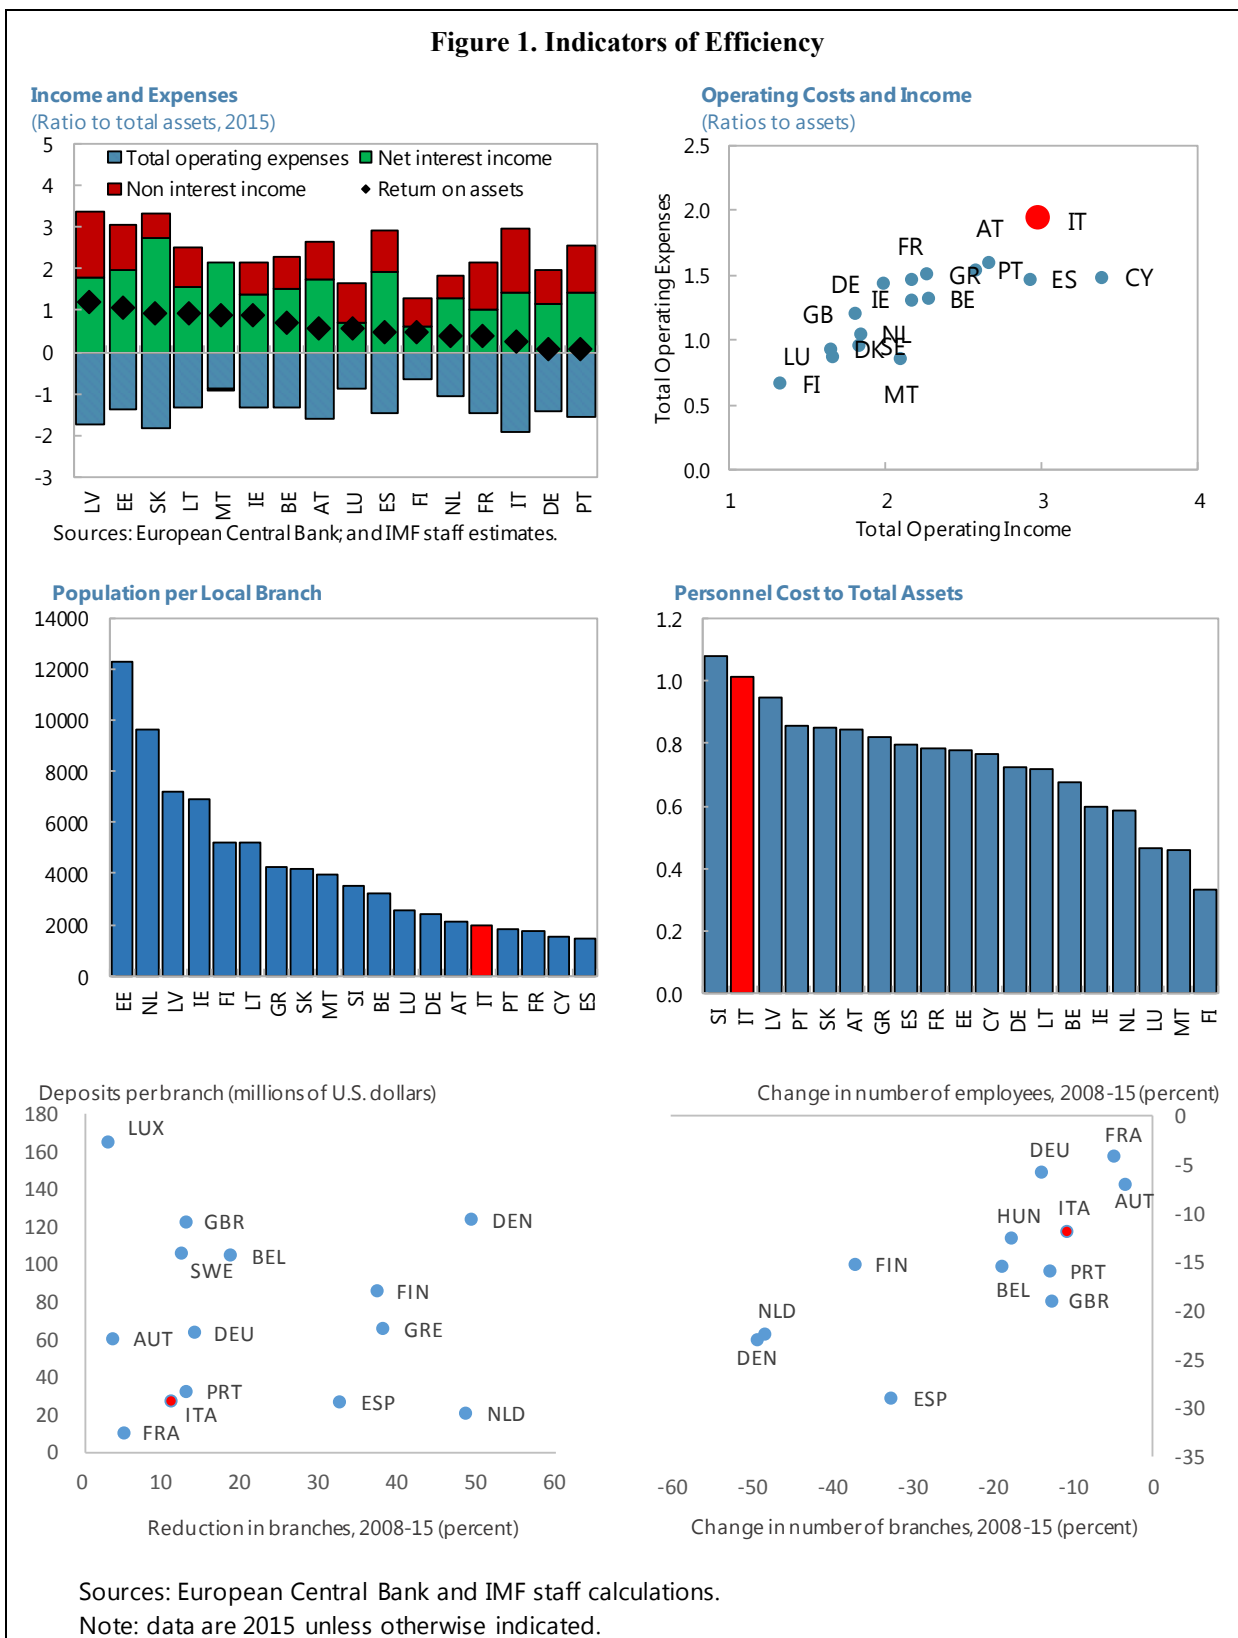 Figure 1. Indicators of Efficiency
Income and Expenses
(Ratio to total assets, 2015)
5
4
3
2
1
0
-1
-2
-3
Total operating expenses
Net interest income
Non interest income
Return on assets
LV
EE
SK
LT
MT
IE
BE
AT
LU
ES
FI
NL
FR
IT
DE
PT
Sources: European Central Bank; and IMF staff estimates.
Operating Costs and Income
(Ratios to assets)
Total Operating Expenses
2.5
2.0
1.5
1.0
0.5
0.0
AT
IT
FR
DE
GR
PT
ES
CY
IE
BE
GB
NL
DK
SE
LU
FI
MT
1
2
3
4
Total Operating Income
Population per Local Branch
14000
12000
10000
8000
6000
4000
2000
0
EE
NL
LV
IE
FI
LT
GR
SK
MT
SI
BE
LU
DE
AT
IT
PT
FR
CY
ES
Personnel Cost to Total Assets
1.2
1.0
0.8
0.6
0.4
0.2
0.0
SI
IT
LV
PT
SK
AT
GR
ES
FR
EE
CY
DE
LT
BE
IE
NL
LU
MT
FI
Deposits per branch (millions of U.S. dollars)
180
160
140
120
100
80
60
40
20
0
LUX
GBR
DEN
SWE
BEL
FIN
AUT
DEU
GRE
PRT
ITA
ESP
NLD
FRA
0
10
20
30
40
50
60
Reduction in branches, 2008-15 (percent)
Change in number of employees, 2008-15 (percent)
0
-5
-10
-15
-20
-25
-30
-35
FRA
DEU
AUT
HUN
ITA
FIN
BEL
PRT
GBR
NLD
DEN
ESP
-60
-50
-40
-30
-20
-10
0
Change in number of branches, 2008-15 (percent)
Sources: European Central Bank and IMF staff calculations.
Note: data are 2015 unless otherwise indicated.